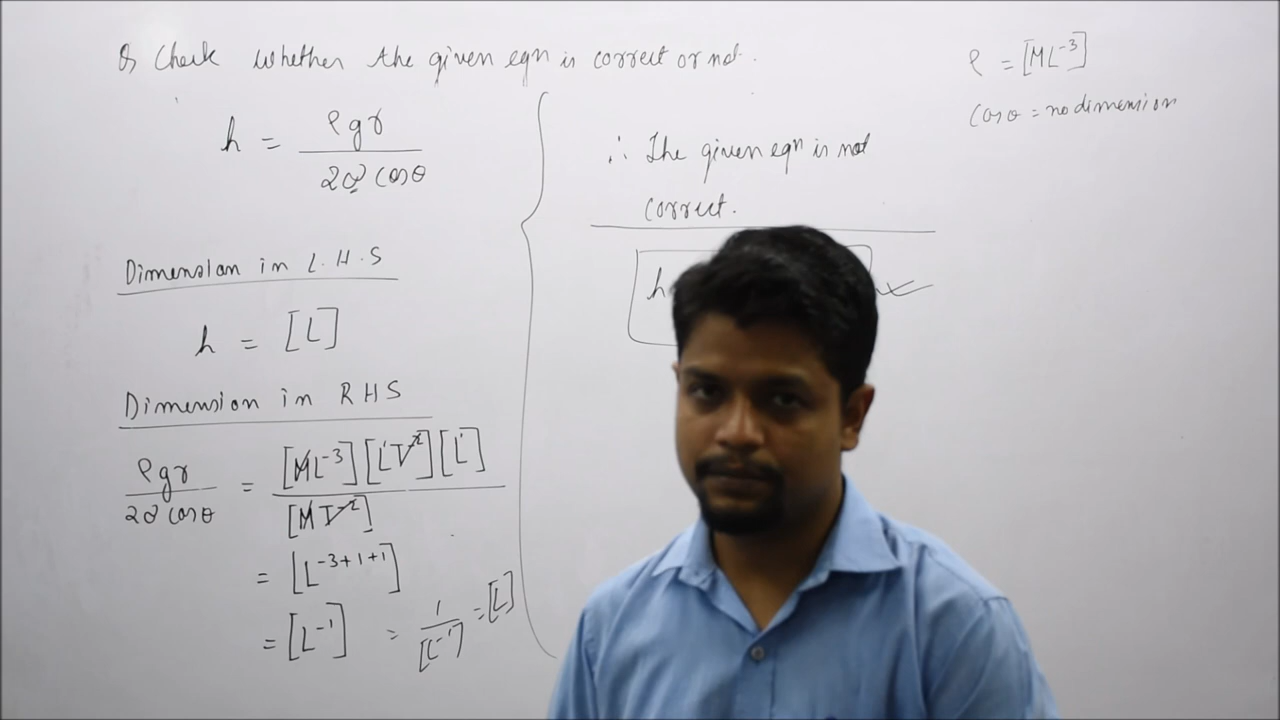 Q Check whether the given eqn is correct or not.
h = ρgr / 2σ cosθ
Dimension in L.H.S
h = [L]
Dimension in RHS
ρgr / 2σ cosθ = [ML⁻³][LT⁻²][L] / [MT⁻²]
= [L⁻³⁺¹⁺¹]
= [L⁻¹] = 1/[L⁻¹] = [L]
∴ The given eqn is not
correct.
h
ρ = [ML⁻³]
cosθ = no dimension